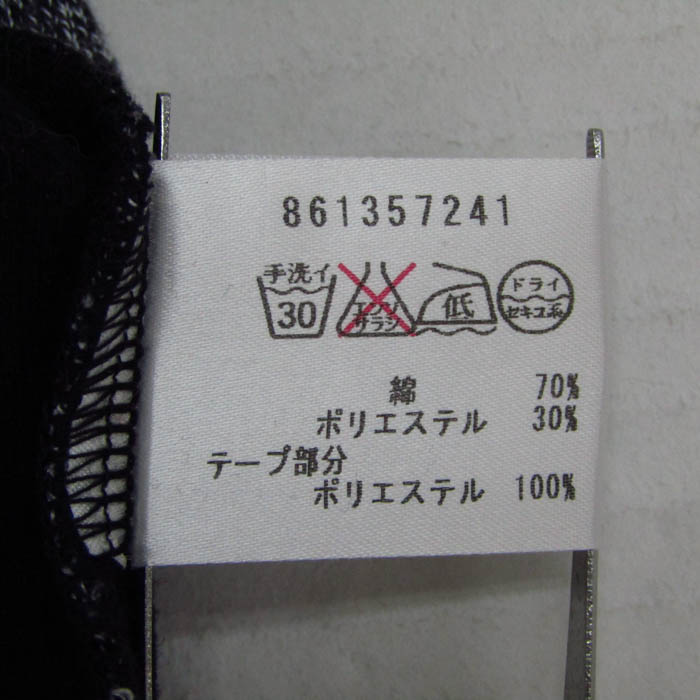 861357241
手洗イ 30 エンソ サラシ 低 ドライ セキユ系
綿 70%
ポリエステル 30%
テープ部分
ポリエステル 100%